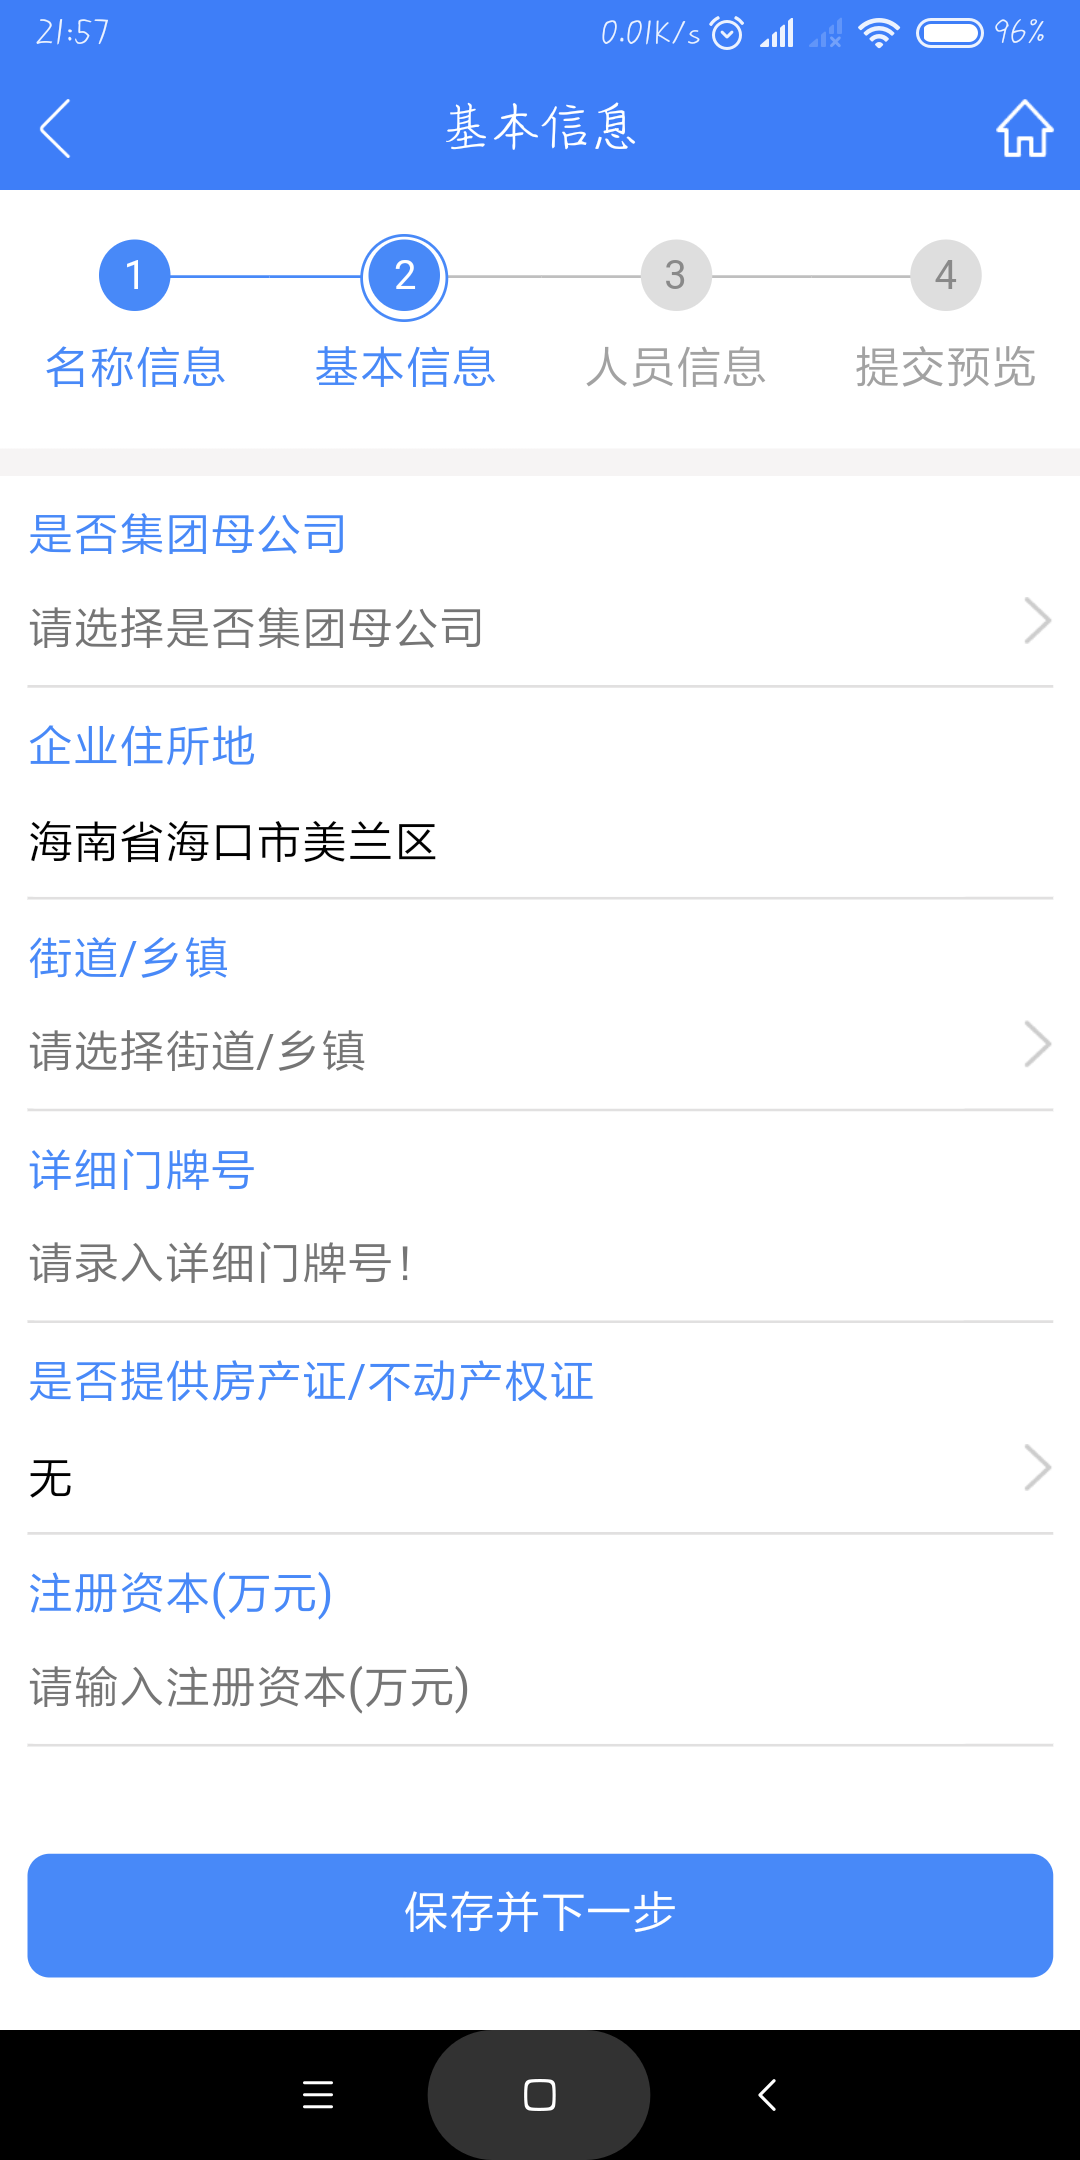 21:57
0.01K/s
96%
基本信息
1
2
3
4
名称信息
基本信息
人员信息
提交预览
是否集团母公司
请选择是否集团母公司
企业住所地
海南省海口市美兰区
街道/乡镇
请选择街道/乡镇
详细门牌号
请录入详细门牌号!
是否提供房产证/不动产权证
无
注册资本(万元)
请输入注册资本(万元)
保存并下一步